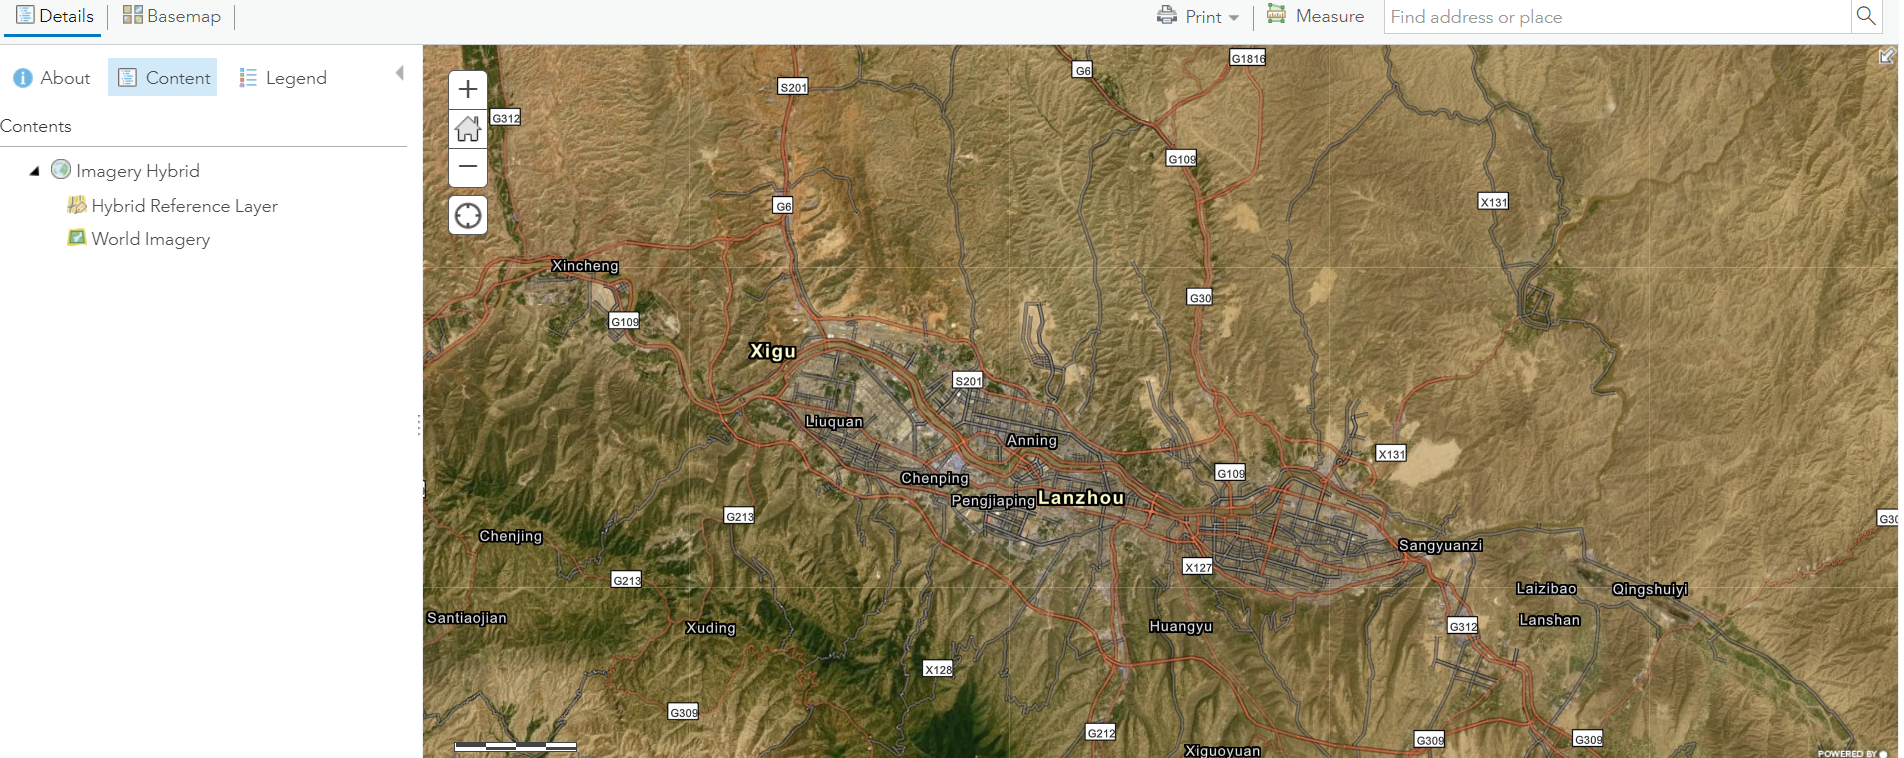 Details
Basemap
Print
Measure
Find address or place
About
Content
Legend
Contents
Imagery Hybrid
Hybrid Reference Layer
World Imagery
G1816
G6
S201
G312
G109
X131
G6
Xincheng
G30
G109
Xigu
S201
Liuquan
Anning
X131
G109
Chenping
Pengjiaping
Lanzhou
G213
Chenjing
Sangyuanzi
X127
G213
Laizibao
Qingshuiyi
Santiaojian
Lanshan
Xuding
Huangyu
G312
X128
G309
G212
G309
G309
Xiguoyuan
POWERED BY